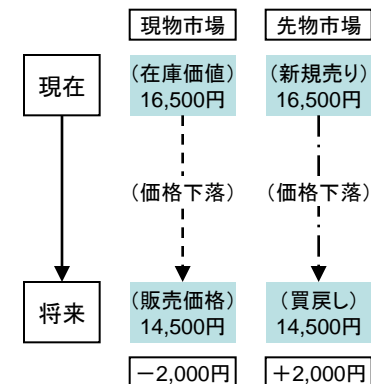 現物市場 先物市場
現在
（在庫価値） （新規売り）
16,500円 16,500円
（価格下落） （価格下落）
将来
（販売価格） （買戻し）
14,500円 14,500円
－2,000円 ＋2,000円